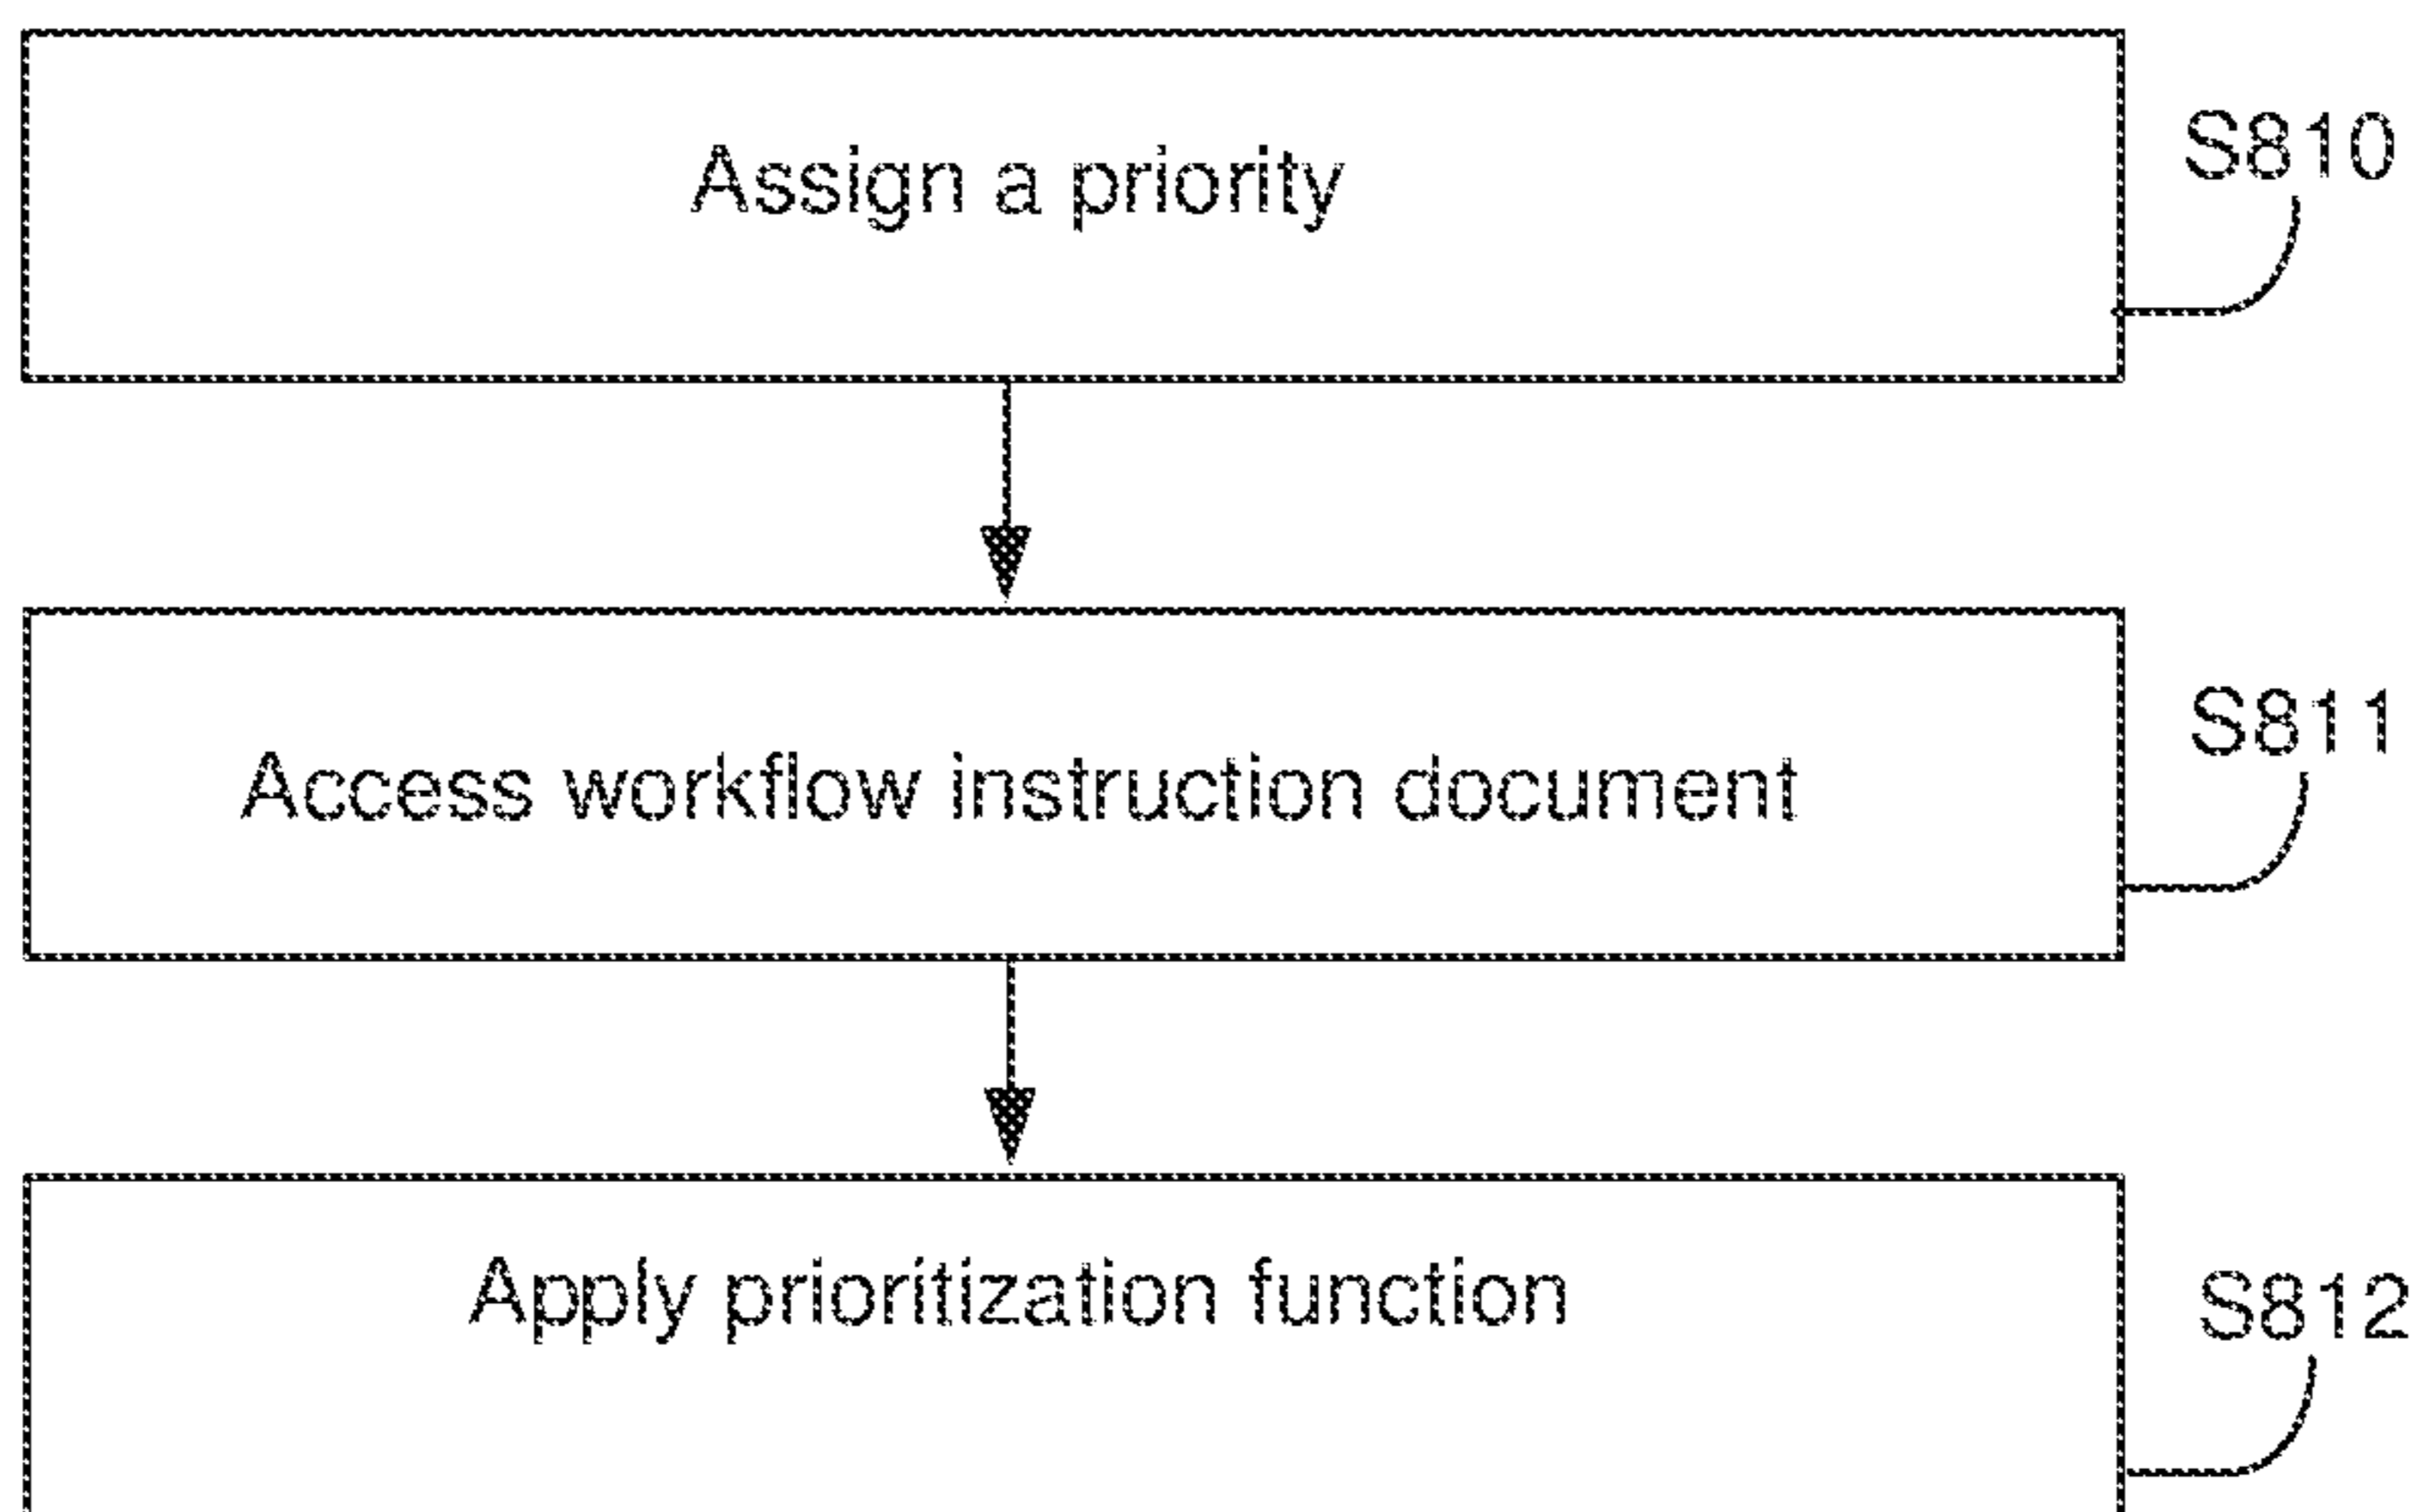 Assign a priority
S810
Access workflow instruction document
S811
Apply prioritization function
S812